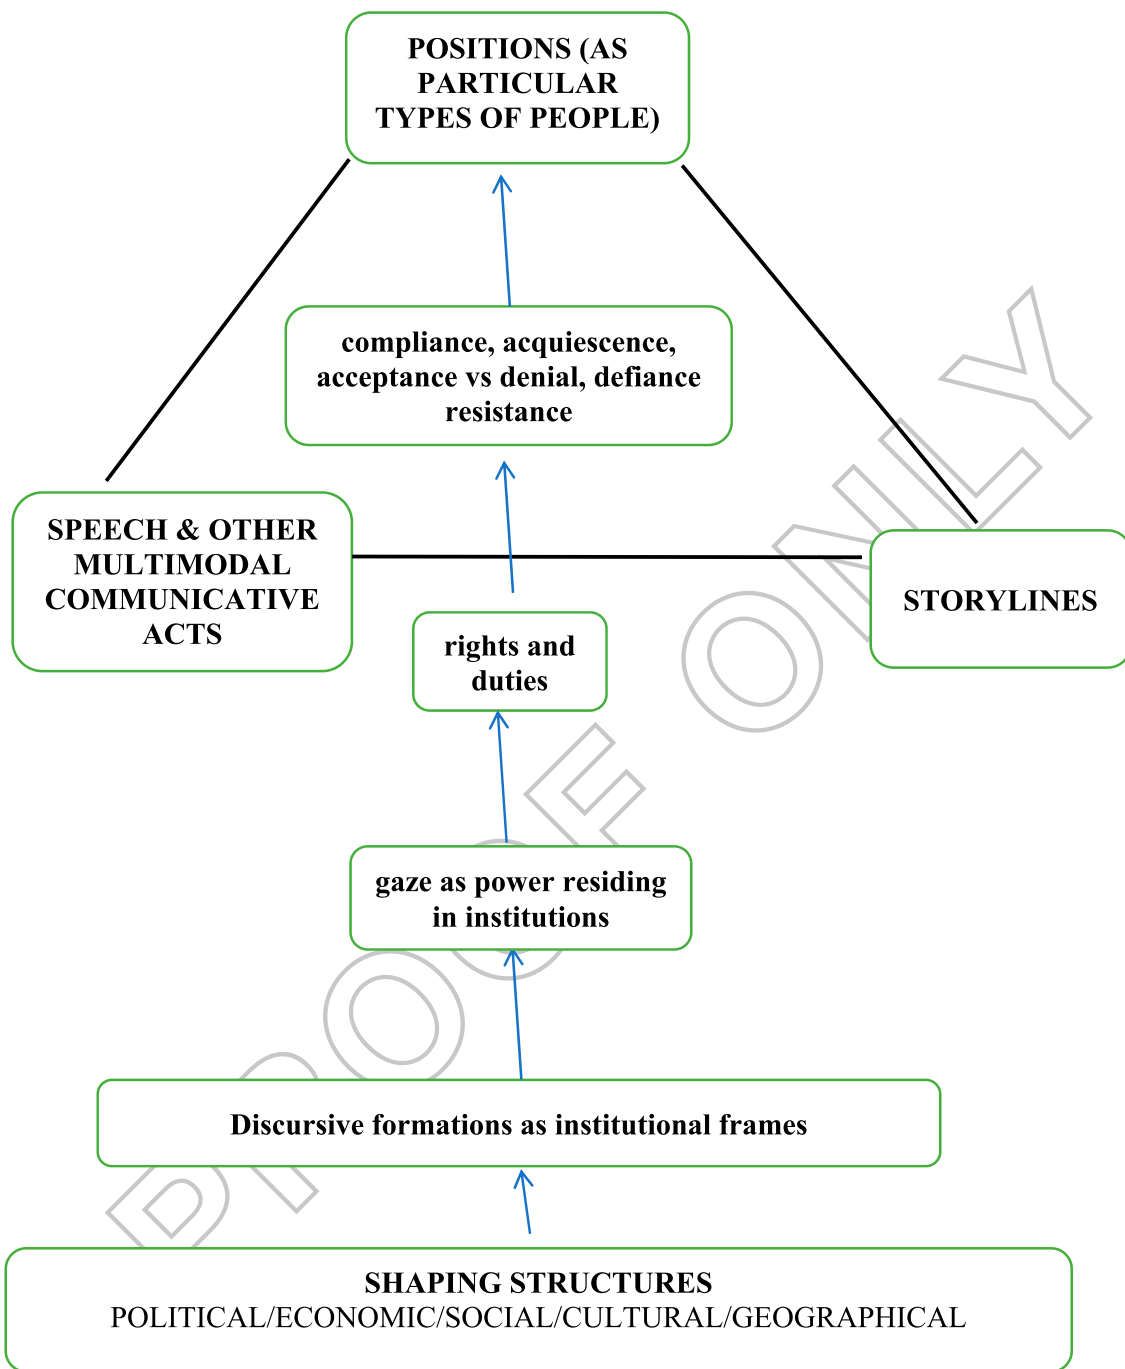 POSITIONS (AS
PARTICULAR
TYPES OF PEOPLE)
compliance, acquiescence,
acceptance vs denial, defiance
resistance
SPEECH & OTHER
MULTIMODAL
COMMUNICATIVE
ACTS
STORYLINES
rights and
duties
gaze as power residing
in institutions
Discursive formations as institutional frames
SHAPING STRUCTURES
POLITICAL/ECONOMIC/SOCIAL/CULTURAL/GEOGRAPHICAL
PROOF ONLY